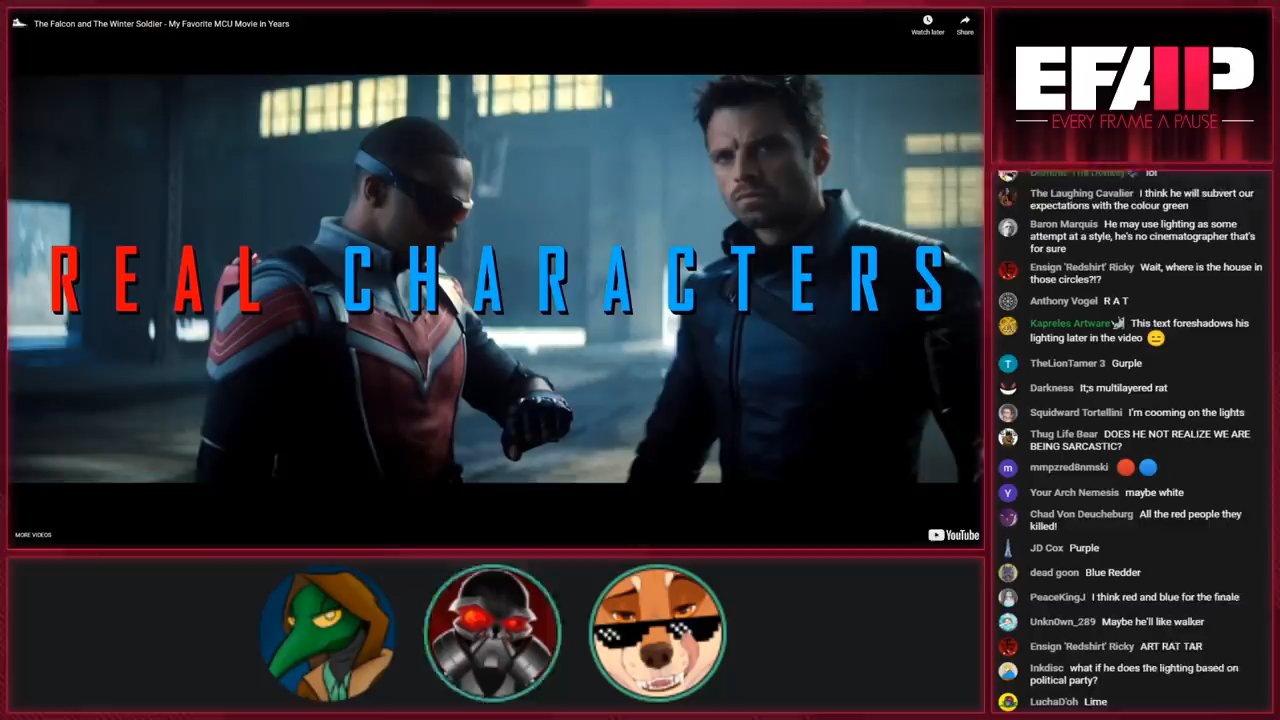 The Falcon and The Winter Soldier - My Favorite MCU Movie in Years
Watch later
Share
REAL CHARACTERS
MORE VIDEOS
YouTube
EFAP
EVERY FRAME A PAUSE
lol
The Laughing Cavalier I think he will subvert our
expectations with the colour green
Baron Marquis He may use lighting as some
attempt at a style, he's no cinematographer that's
for sure
Ensign 'Redshirt' Ricky Wait, where is the house in
those circles?!?
Anthony Vogel R A T
Kapreles Artware This text foreshadows his
lighting later in the video
T
TheLionTamer 3 Gurple
Darkness It;s multilayered rat
Squidward Tortellini I'm cooming on the lights
Thug Life Bear DOES HE NOT REALIZE WE ARE
BEING SARCASTIC?
m
mmpzred8nmski
Y
Your Arch Nemesis maybe white
Chad Von Deucheburg All the red people they
killed!
JD Cox Purple
dead goon Blue Redder
PeaceKingJ I think red and blue for the finale
Unkn0wn_289 Maybe he'll like walker
Ensign 'Redshirt' Ricky ART RAT TAR
Inkdisc what if he does the lighting based on
political party?
LuchaD'oh Lime